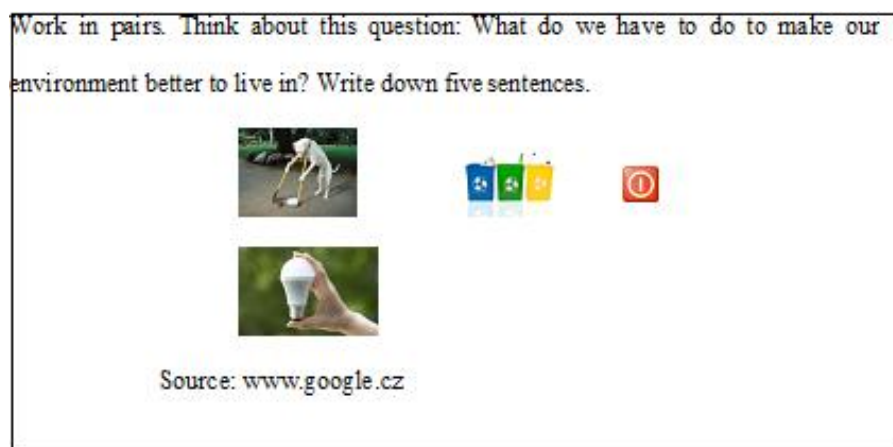 Work in pairs. Think about this question: What do we have to do to make our
environment better to live in? Write down five sentences.
Source: www.google.cz